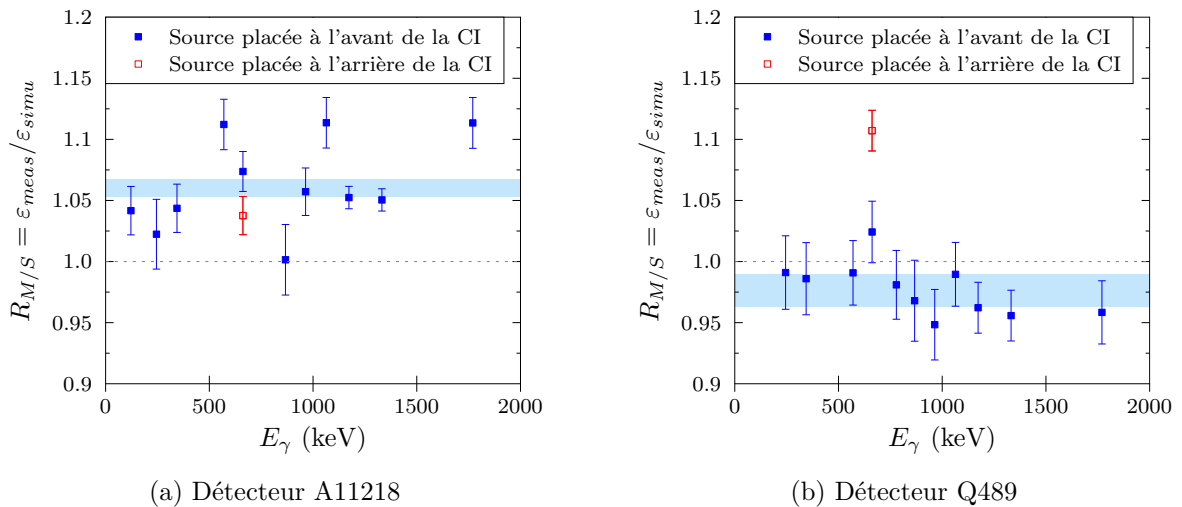 1.2
1.15
1.1
1.05
1.0
0.95
0.9
R_{M/S} = ε_{meas}/ε_{simu}
Source placée à l'avant de la CI
Source placée à l'arrière de la CI
0
500
1000
1500
2000
E_γ (keV)
(a) Détecteur A11218
1.2
1.15
1.1
1.05
1.0
0.95
0.9
R_{M/S} = ε_{meas}/ε_{simu}
Source placée à l'avant de la CI
Source placée à l'arrière de la CI
0
500
1000
1500
2000
E_γ (keV)
(b) Détecteur Q489